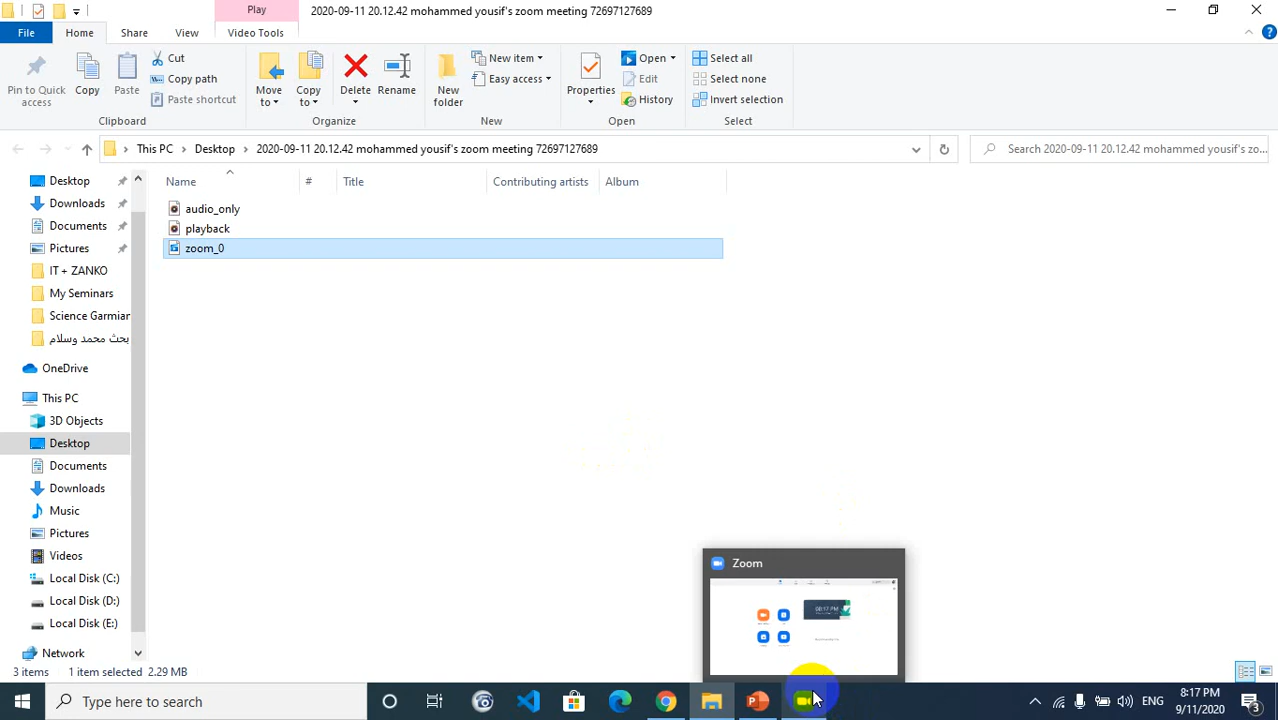 Play
2020-09-11 20.12.42 mohammed yousif's zoom meeting 72697127689
File Home Share View Video Tools
Pin to Quick access
Copy
Paste
Cut
Copy path
Paste shortcut
Move to
Copy to
Delete
Rename
New folder
New item
Easy access
Properties
Open
Edit
History
Select all
Select none
Invert selection
Clipboard Organize New Open Select
This PC Desktop 2020-09-11 20.12.42 mohammed yousif's zoom meeting 72697127689
Search 2020-09-11 20.12.42 mohammed yousif's zo...
Name # Title Contributing artists Album
audio_only
playback
zoom_0
Desktop
Downloads
Documents
Pictures
IT + ZANKO
My Seminars
Science Garmian
بحث محمد وسلام
OneDrive
This PC
3D Objects
Desktop
Documents
Downloads
Music
Pictures
Videos
Local Disk (C:)
Local Disk (D:)
Local Disk (E:)
Network
Zoom
08:17 PM
3 items 1 item selected 2.29 MB
Type here to search
ENG
8:17 PM
9/11/2020
3